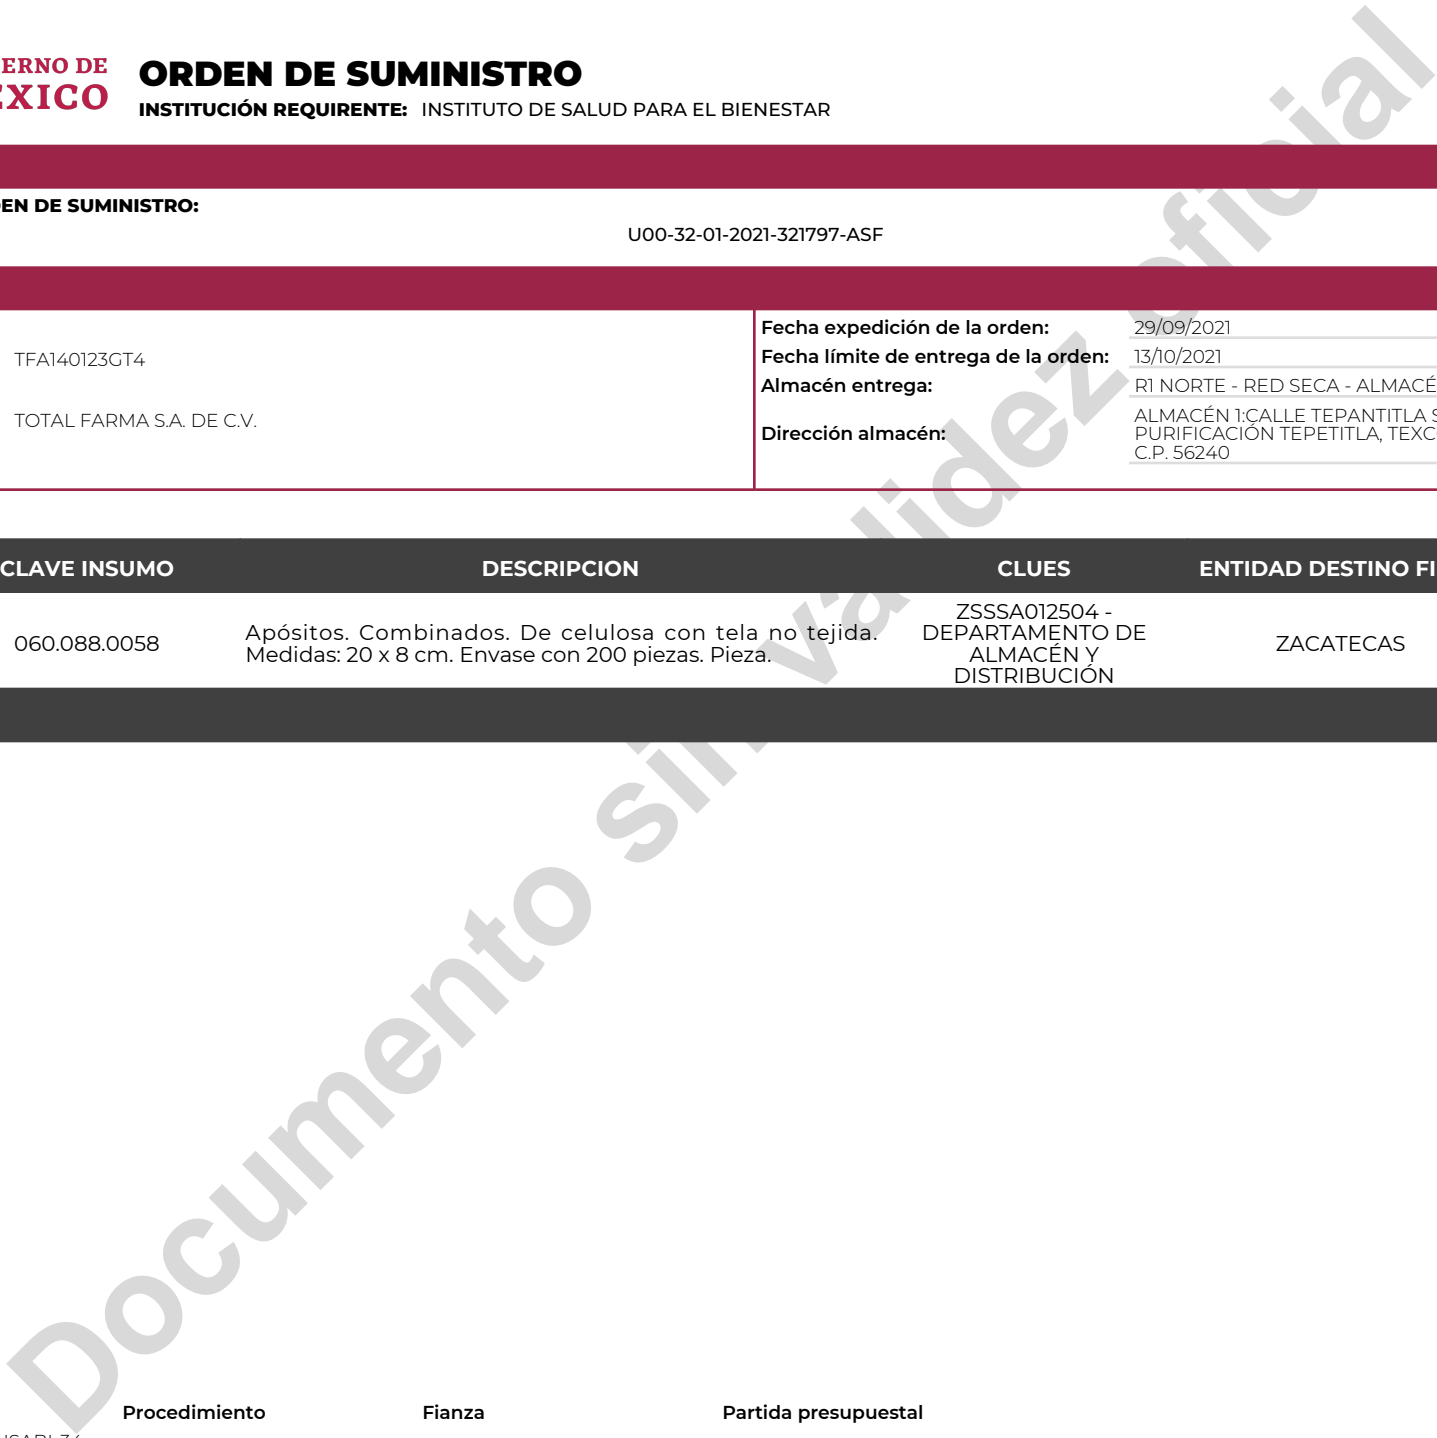 ERNO DE
EXICO
ORDEN DE SUMINISTRO
INSTITUCIÓN REQUIRENTE: INSTITUTO DE SALUD PARA EL BIENESTAR
EN DE SUMINISTRO:
U00-32-01-2021-321797-ASF
TFA140123GT4
TOTAL FARMA S.A. DE C.V.
Fecha expedición de la orden: 29/09/2021
Fecha límite de entrega de la orden: 13/10/2021
Almacén entrega: R1 NORTE - RED SECA - ALMACÉ
Dirección almacén:
ALMACÉN 1:CALLE TEPANTITLA S
PURIFICACIÓN TEPETITLA, TEXC
C.P. 56240
CLAVE INSUMO DESCRIPCION CLUES ENTIDAD DESTINO FI
060.088.0058
Apósitos. Combinados. De celulosa con tela no tejida.
Medidas: 20 x 8 cm. Envase con 200 piezas. Pieza.
ZSSSA012504 -
DEPARTAMENTO DE
ALMACÉN Y
DISTRIBUCIÓN
ZACATECAS
Documento sin validez oficial
Procedimiento Fianza Partida presupuestal